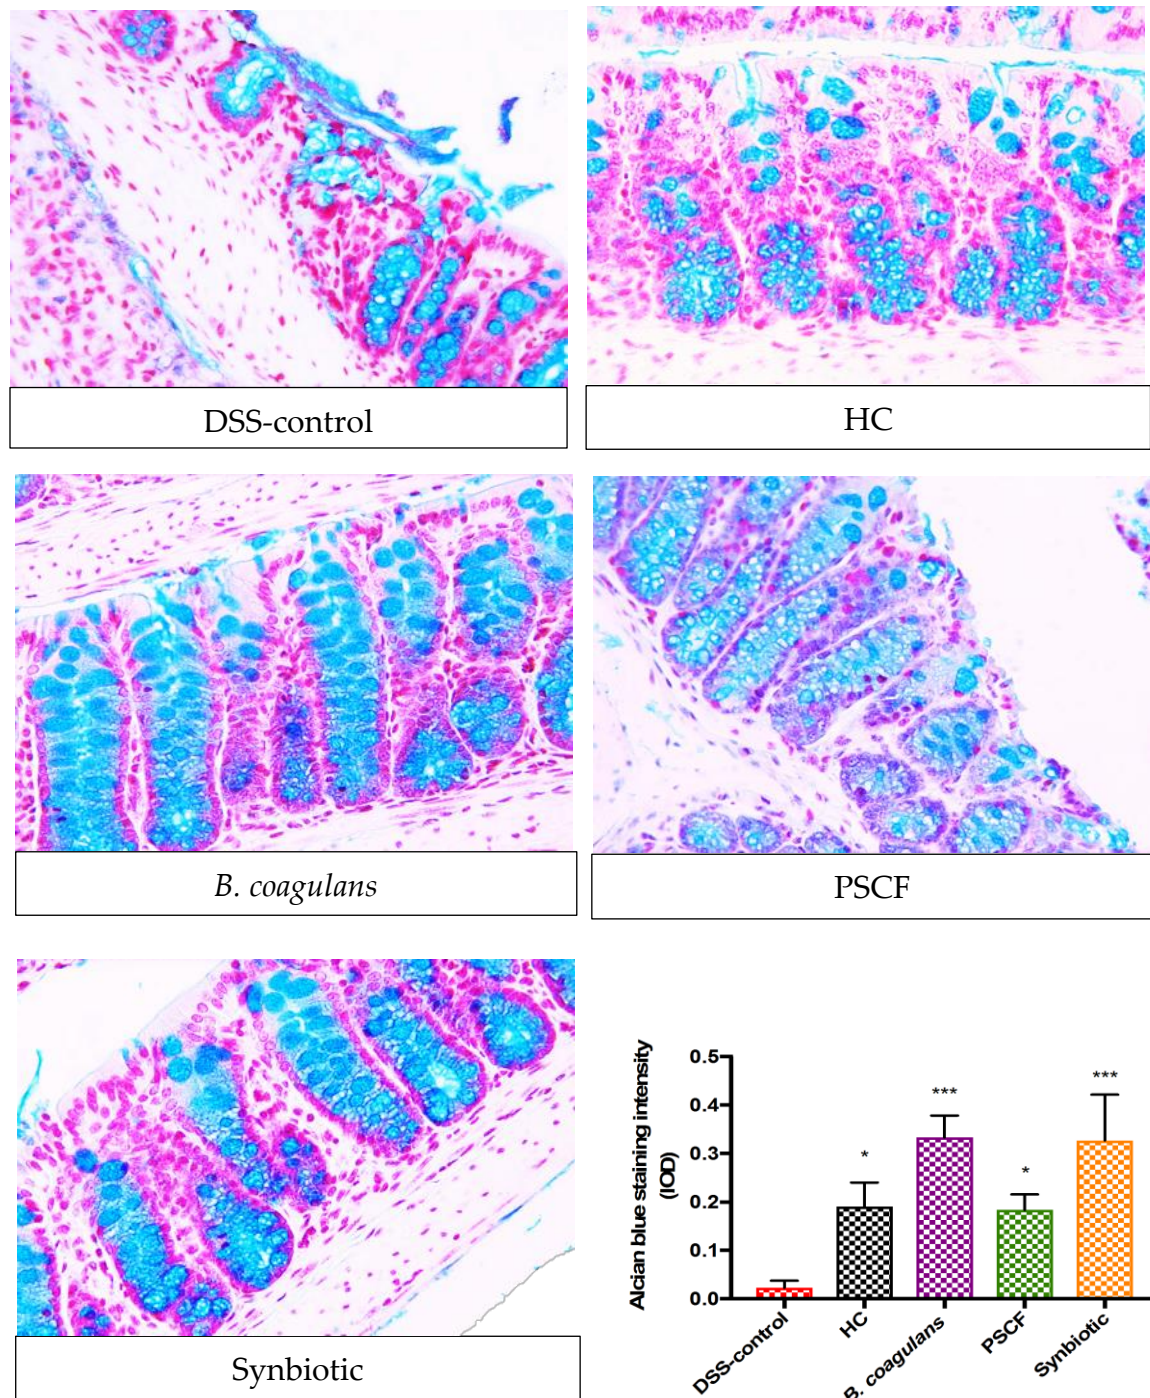 DSS-control
HC
B. coagulans
PSCF
Synbiotic
Alcian blue staining intensity
(IOD)
0.5
0.4
0.3
0.2
0.1
0.0
*
***
*
***
DSS-control
HC
B. coagulans
PSCF
Synbiotic